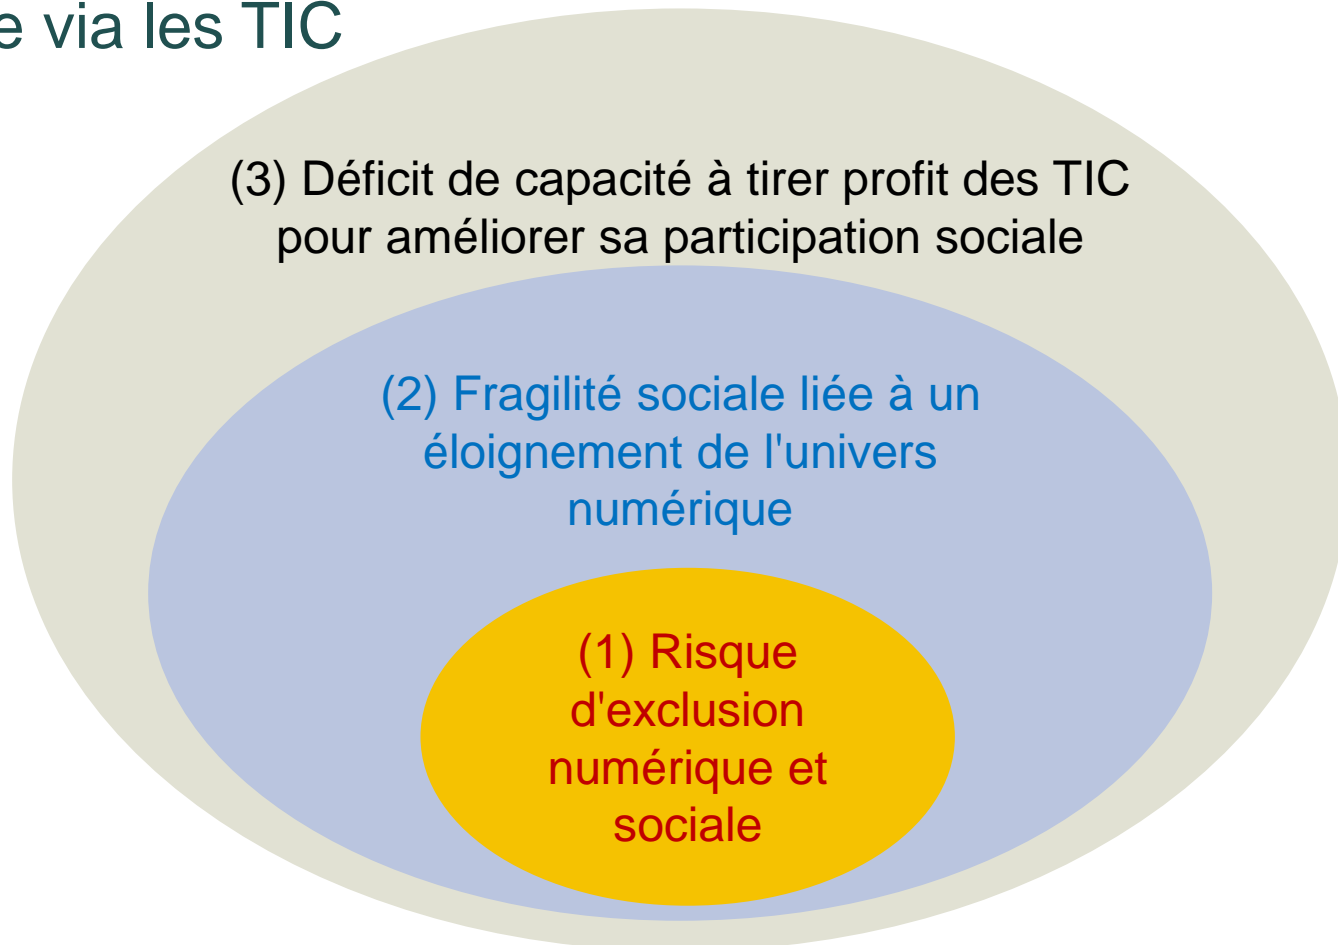 e via les TIC
(3) Déficit de capacité à tirer profit des TIC
pour améliorer sa participation sociale
(2) Fragilité sociale liée à un
éloignement de l'univers
numérique
(1) Risque
d'exclusion
numérique et
sociale